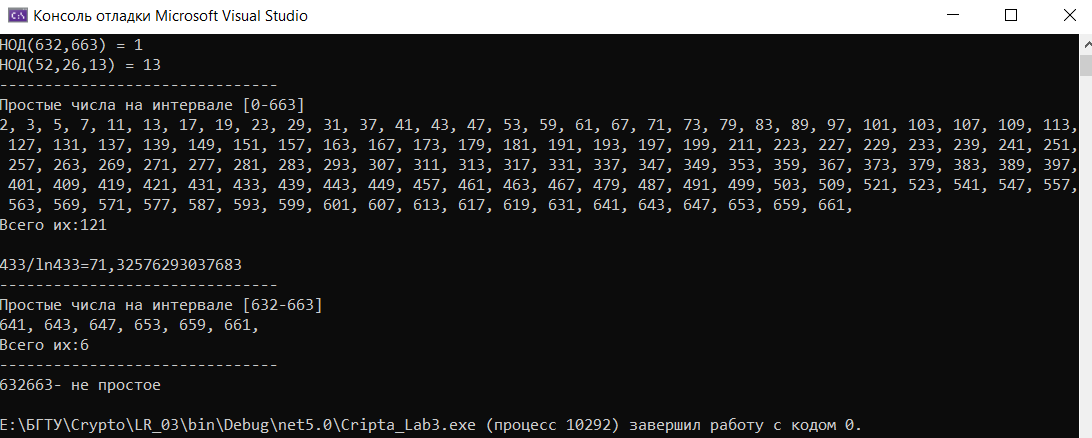 Консоль отладки Microsoft Visual Studio
НОД(632,663) = 1
НОД(52,26,13) = 13
-------------------------------
Простые числа на интервале [0-663]
2, 3, 5, 7, 11, 13, 17, 19, 23, 29, 31, 37, 41, 43, 47, 53, 59, 61, 67, 71, 73, 79, 83, 89, 97, 101, 103, 107, 109, 113,
127, 131, 137, 139, 149, 151, 157, 163, 167, 173, 179, 181, 191, 193, 197, 199, 211, 223, 227, 229, 233, 239, 241, 251,
257, 263, 269, 271, 277, 281, 283, 293, 307, 311, 313, 317, 331, 337, 347, 349, 353, 359, 367, 373, 379, 383, 389, 397,
401, 409, 419, 421, 431, 433, 439, 443, 449, 457, 461, 463, 467, 479, 487, 491, 499, 503, 509, 521, 523, 541, 547, 557,
563, 569, 571, 577, 587, 593, 599, 601, 607, 613, 617, 619, 631, 641, 643, 647, 653, 659, 661,
Всего их:121
433/ln433=71,32576293037683
-------------------------------
Простые числа на интервале [632-663]
641, 643, 647, 653, 659, 661,
Всего их:6
-------------------------------
632663- не простое
E:\БГТУ\Crypto\LR_03\bin\Debug\net5.0\Cripta_Lab3.exe (процесс 10292) завершил работу с кодом 0.